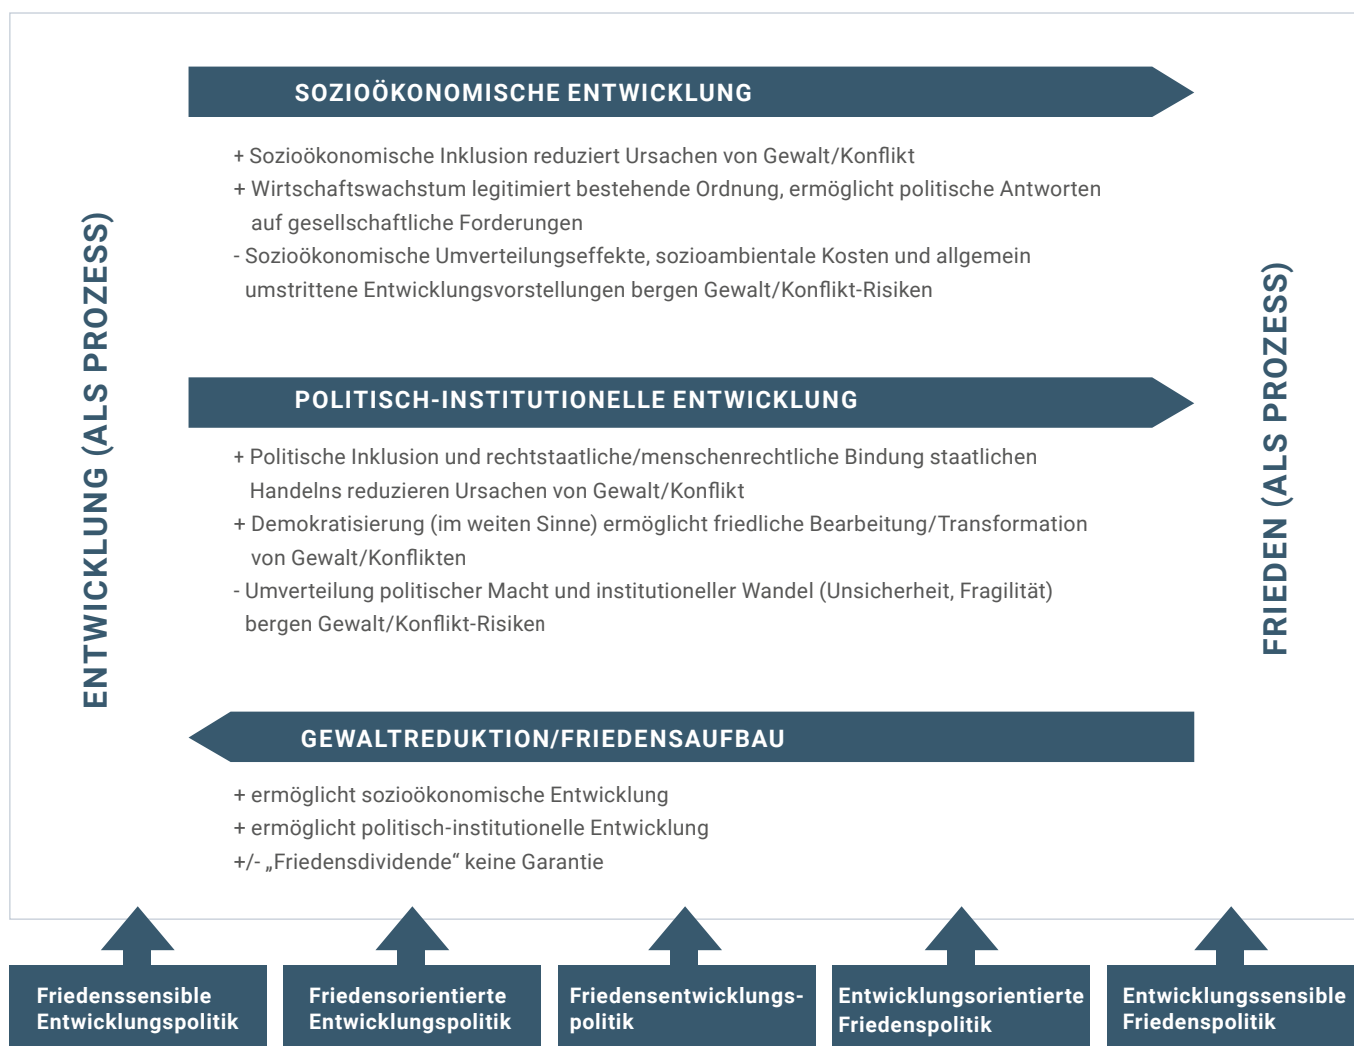 SOZIOÖKONOMISCHE ENTWICKLUNG
+ Sozioökonomische Inklusion reduziert Ursachen von Gewalt/Konflikt
+ Wirtschaftswachstum legitimiert bestehende Ordnung, ermöglicht politische Antworten
auf gesellschaftliche Forderungen
- Sozioökonomische Umverteilungseffekte, sozioambientale Kosten und allgemein
umstrittene Entwicklungsvorstellungen bergen Gewalt/Konflikt-Risiken
ENTWICKLUNG (ALS PROZESS)
FRIEDEN (ALS PROZESS)
POLITISCH-INSTITUTIONELLE ENTWICKLUNG
+ Politische Inklusion und rechtstaatliche/menschenrechtliche Bindung staatlichen
Handelns reduzieren Ursachen von Gewalt/Konflikt
+ Demokratisierung (im weiten Sinne) ermöglicht friedliche Bearbeitung/Transformation
von Gewalt/Konflikten
- Umverteilung politischer Macht und institutioneller Wandel (Unsicherheit, Fragilität)
bergen Gewalt/Konflikt-Risiken
GEWALTREDUKTION/FRIEDENSAUFBAU
+ ermöglicht sozioökonomische Entwicklung
+ ermöglicht politisch-institutionelle Entwicklung
+/- „Friedensdividende“ keine Garantie
Friedenssensible
Entwicklungspolitik
Friedensorientierte
Entwicklungspolitik
Friedensentwicklungs-
politik
Entwicklungsorientierte
Friedenspolitik
Entwicklungssensible
Friedenspolitik